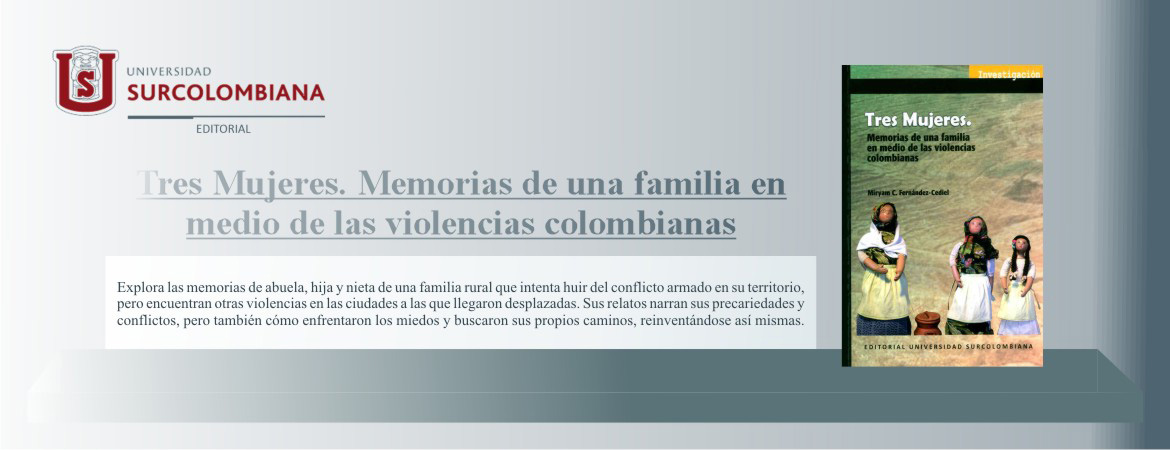 UNIVERSIDAD
SURCOLOMBIANA
EDITORIAL
Tres Mujeres. Memorias de una familia en
medio de las violencias colombianas
Explora las memorias de abuela, hija y nieta de una familia rural que intenta huir del conflicto armado en su territorio,
pero encuentran otras violencias en las ciudades a las que llegaron desplazadas. Sus relatos narran sus precariedades y
conflictos, pero también cómo enfrentaron los miedos y buscaron sus propios caminos, reinventándose así mismas.
Investigación
Tres Mujeres.
Memorias de una familia
en medio de las violencias
colombianas
Miryam C. Fernández-Cediel
EDITORIAL UNIVERSIDAD SURCOLOMBIANA